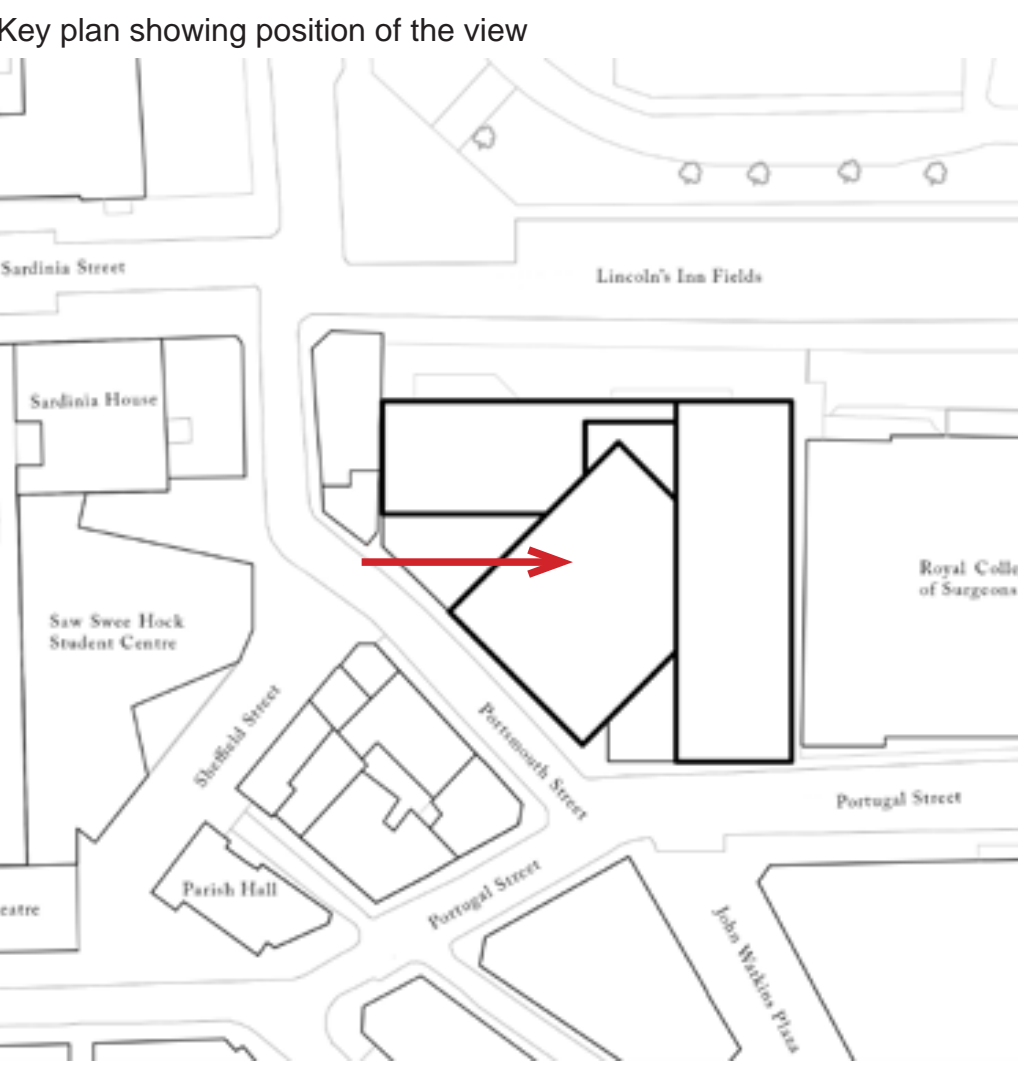 Key plan showing position of the view
Sardinia Street
Lincoln's Inn Fields
Sardinia House
Royal Colle
of Surgeons
Saw Swee Hock
Student Centre
Sheffield Street
Portsmouth Street
Portugal Street
Parish Hall
Portugal Street
eatre
John Watkins Plaza